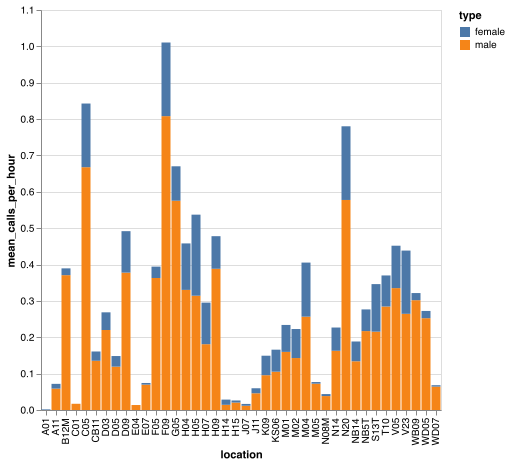 type
female
male
mean_calls_per_hour
1.1
1.0
0.9
0.8
0.7
0.6
0.5
0.4
0.3
0.2
0.1
0.0
A01
A11
B12M
C01
C05
CB11
D03
D05
D09
E04
E07
F05
F09
G05
H04
H05
H07
H09
H14
H15
J07
J11
K09
KS06
M01
M02
M04
M05
N08M
N14
N20
NB14
NB5T
S13T
T10
V05
V23
WB09
WD05
WD07
location